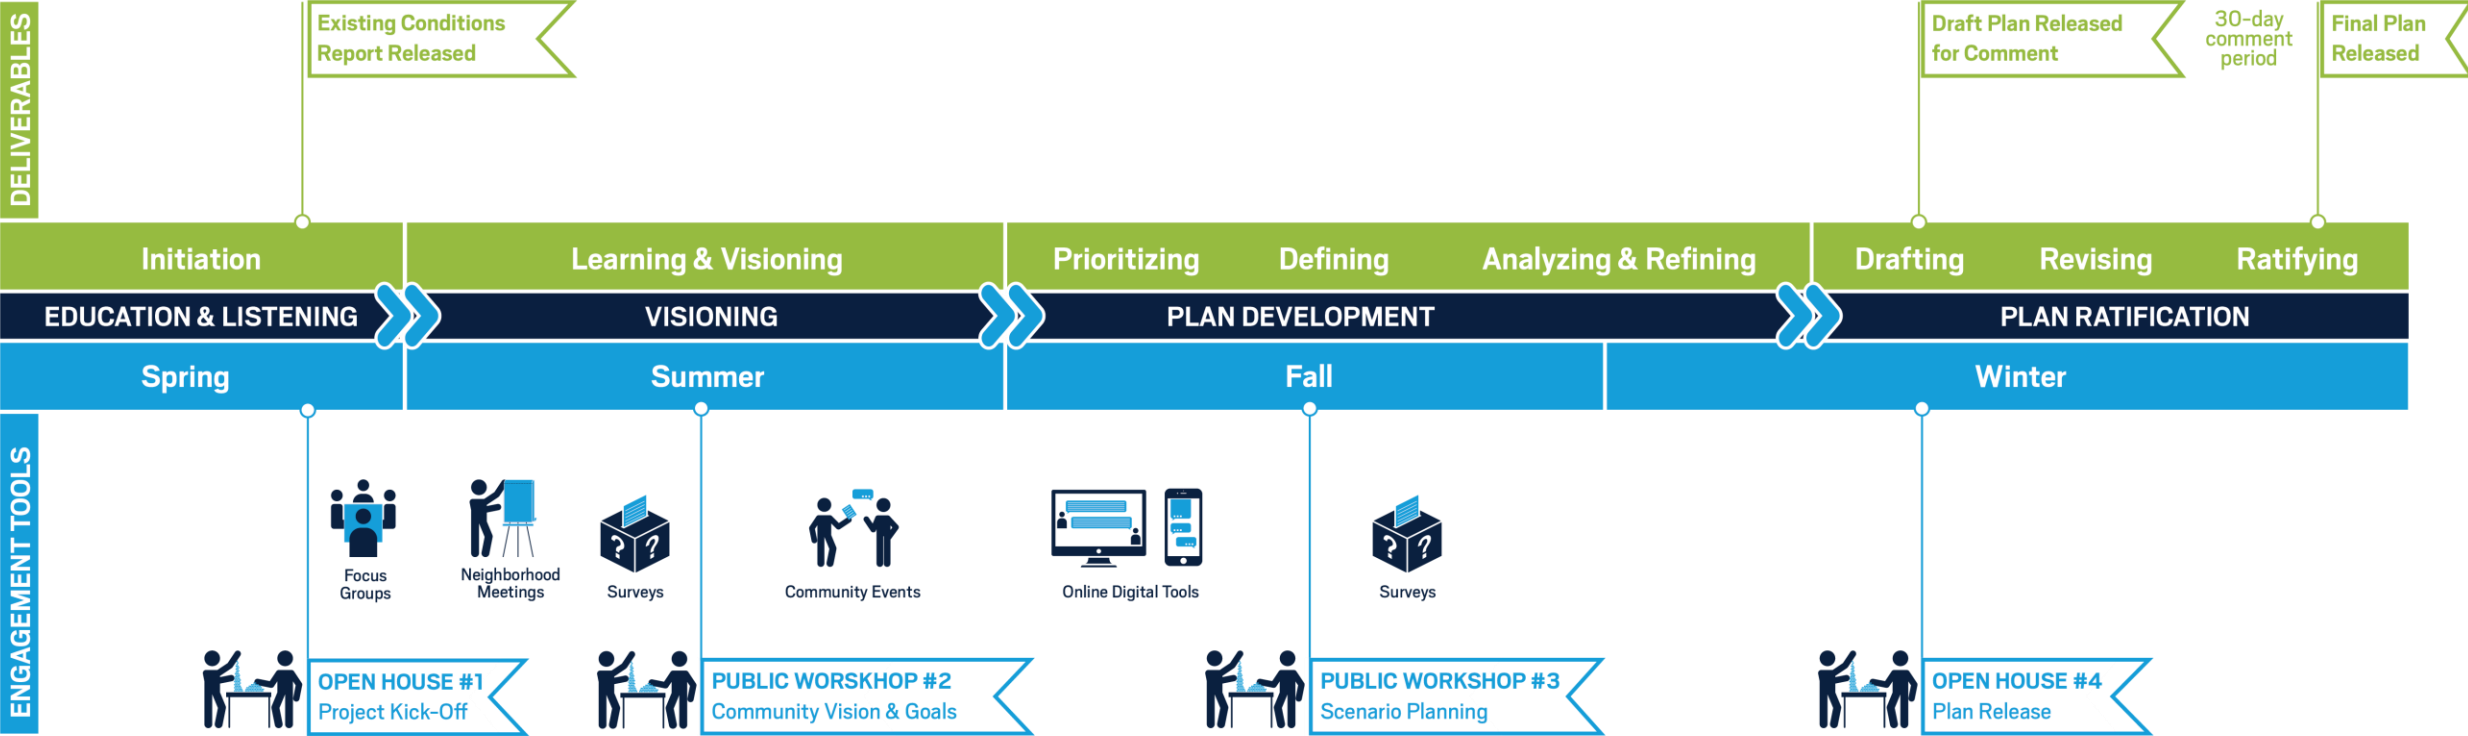 DELIVERABLES
Existing Conditions
Report Released
Draft Plan Released
for Comment
30-day
comment
period
Final Plan
Released
Initiation
Learning & Visioning
Prioritizing
Defining
Analyzing & Refining
Drafting
Revising
Ratifying
EDUCATION & LISTENING
VISIONING
PLAN DEVELOPMENT
PLAN RATIFICATION
Spring
Summer
Fall
Winter
ENGAGEMENT TOOLS
Focus
Groups
Neighborhood
Meetings
? ?
Surveys
Community Events
Online Digital Tools
? ?
Surveys
OPEN HOUSE #1
Project Kick-Off
PUBLIC WORSKHOP #2
Community Vision & Goals
PUBLIC WORKSHOP #3
Scenario Planning
OPEN HOUSE #4
Plan Release